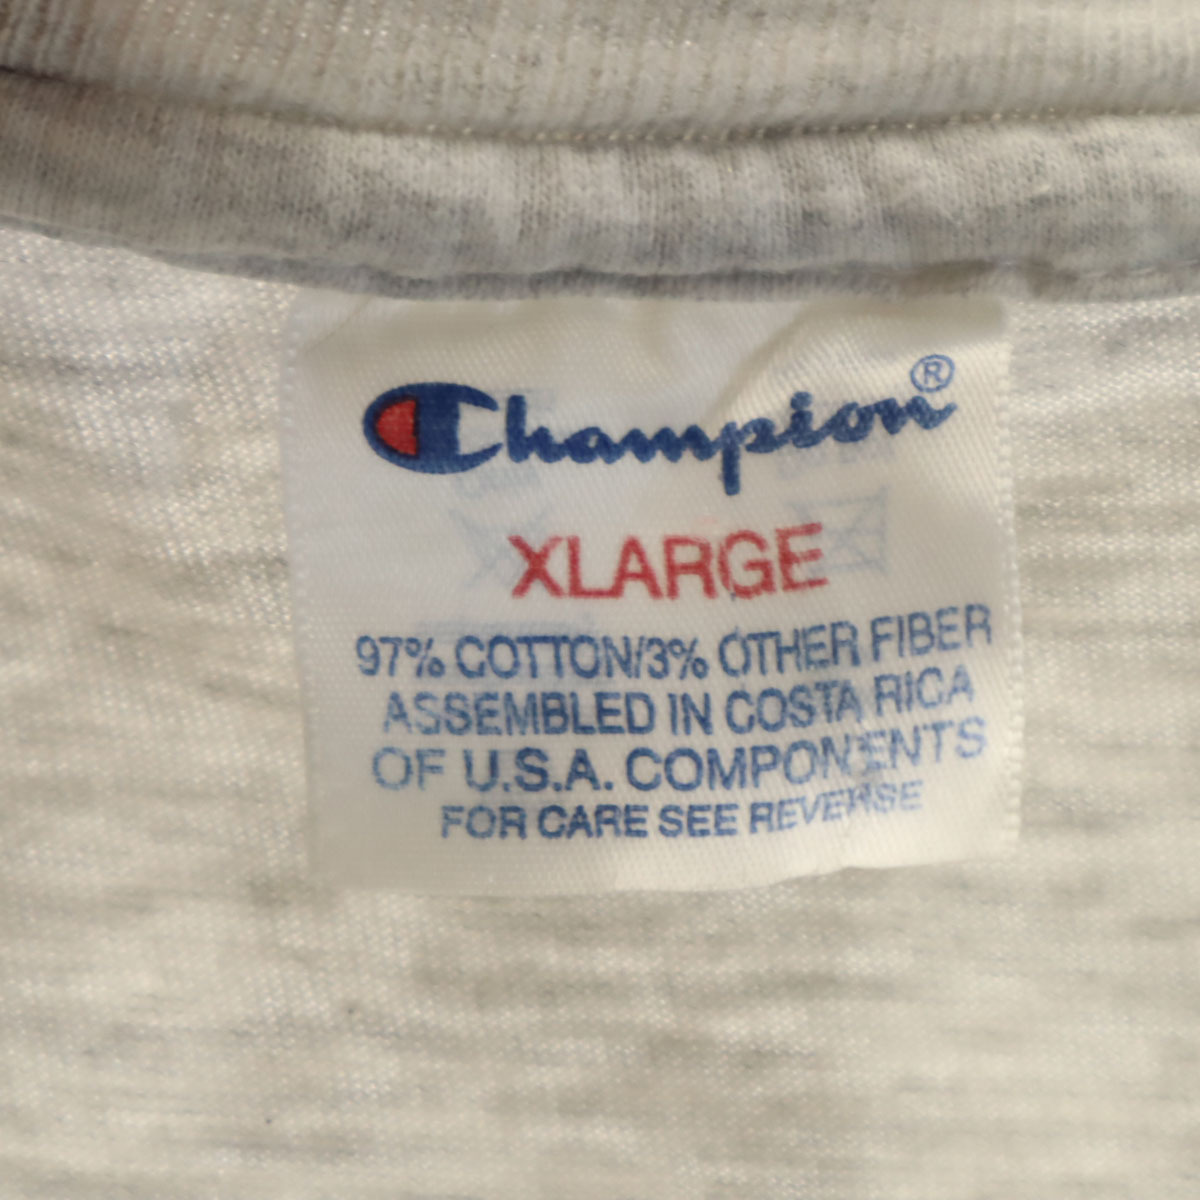 Champion®
XLARGE
97% COTTON/3% OTHER FIBER
ASSEMBLED IN COSTA RICA
OF U.S.A. COMPONENTS
FOR CARE SEE REVERSE